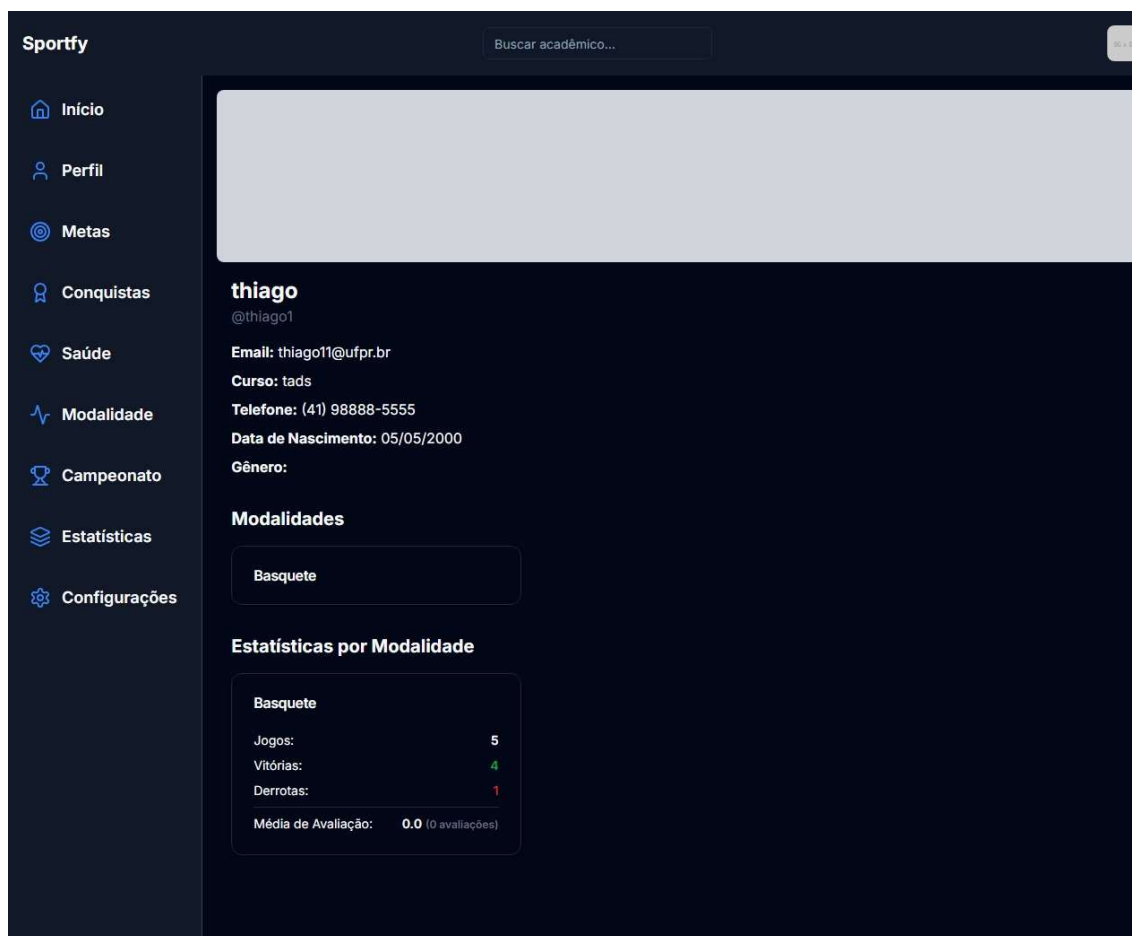 Sportfy
Buscar acadêmico...
Início
Perfil
Metas
Conquistas
Saúde
Modalidade
Campeonato
Estatísticas
Configurações
thiago
@thiago1
Email: thiago11@ufpr.br
Curso: tads
Telefone: (41) 98888-5555
Data de Nascimento: 05/05/2000
Gênero:
Modalidades
Basquete
Estatísticas por Modalidade
Basquete
Jogos: 5
Vitórias: 4
Derrotas: 1
Média de Avaliação: 0.0 (0 avaliações)